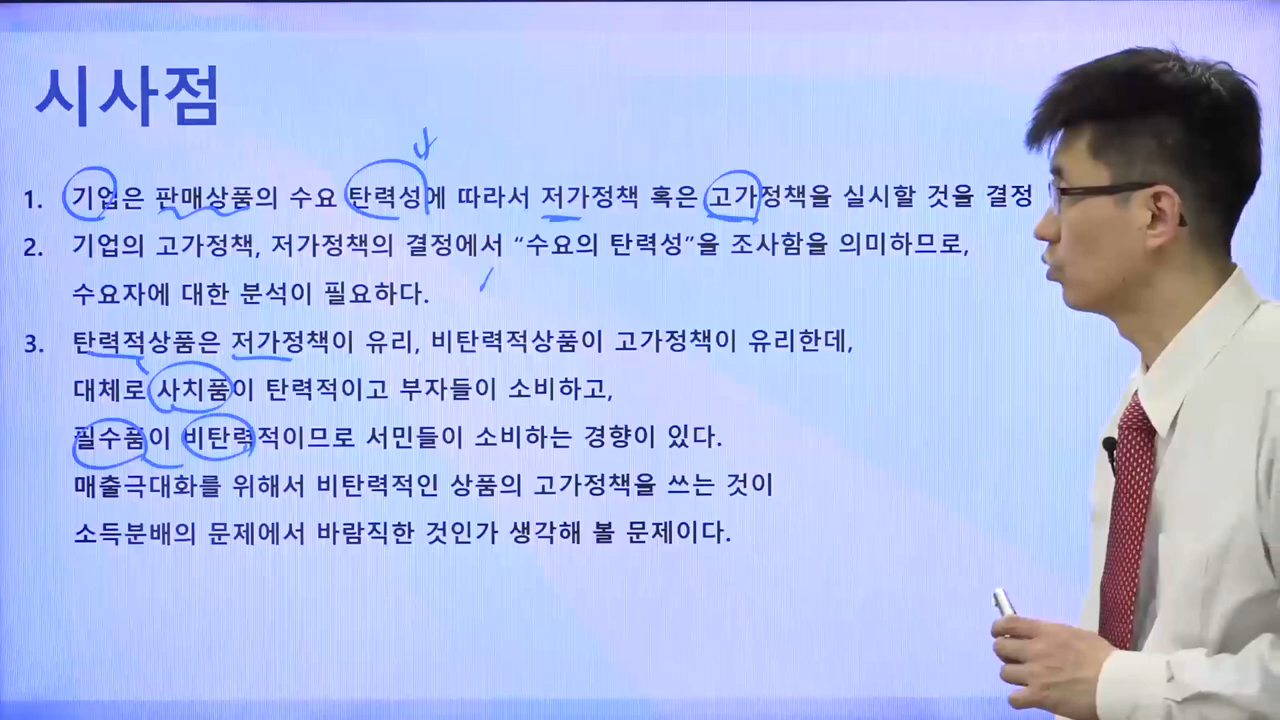 시사점
1. 기업은 판매상품의 수요 탄력성에 따라서 저가정책 혹은 고가정책을 실시할 것을 결정
2. 기업의 고가정책, 저가정책의 결정에서 “수요의 탄력성”을 조사함을 의미하므로,
수요자에 대한 분석이 필요하다.
3. 탄력적상품은 저가정책이 유리, 비탄력적상품이 고가정책이 유리한데,
대체로 사치품이 탄력적이고 부자들이 소비하고,
필수품이 비탄력적이므로 서민들이 소비하는 경향이 있다.
매출극대화를 위해서 비탄력적인 상품의 고가정책을 쓰는 것이
소득분배의 문제에서 바람직한 것인가 생각해 볼 문제이다.